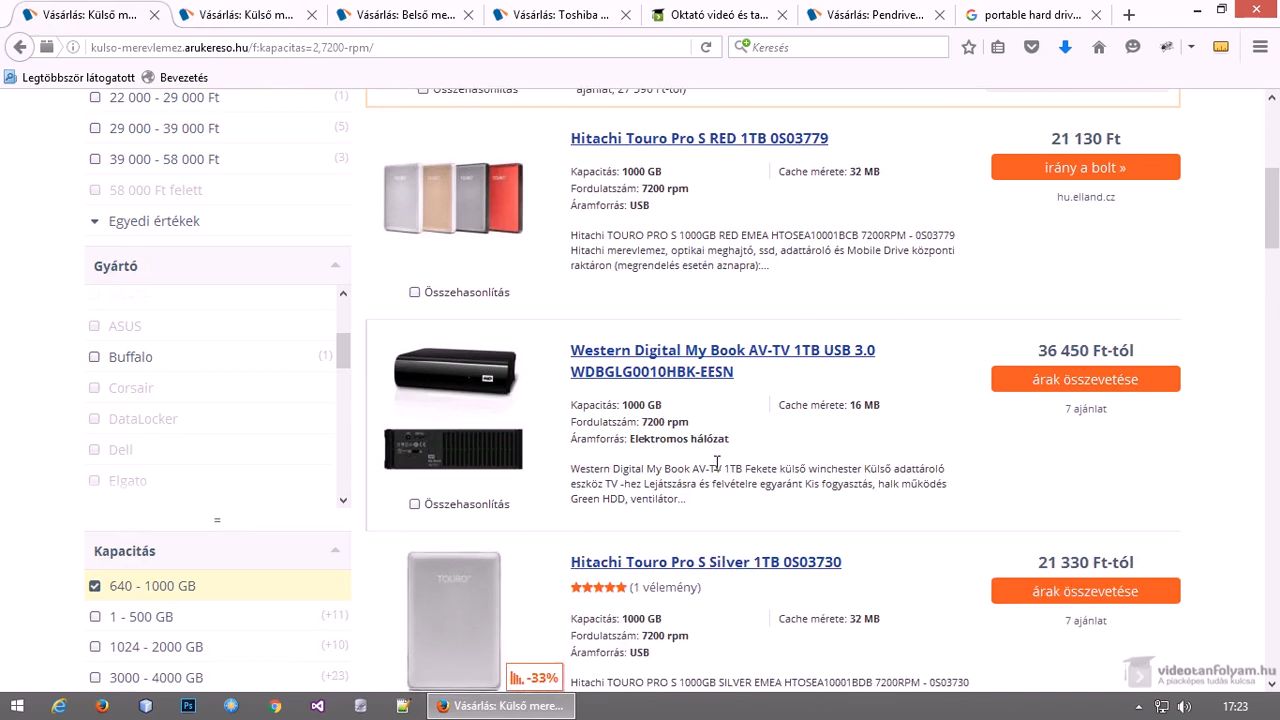 Vásárlás: Külső m...
Vásárlás: Külső me...
Vásárlás: Belső me...
Vásárlás: Toshiba ...
Oktató videó és ta...
Vásárlás: Pendrive...
portable hard driv...
kulso-merevlemez.arukereso.hu/f:kapacitas=2,7200-rpm/
Keresés
Legtöbbször látogatott
Bevezetés
22 000 - 29 000 Ft (1)
29 000 - 39 000 Ft (5)
39 000 - 58 000 Ft (3)
58 000 Ft felett
Egyedi értékek
Gyártó
ASUS
Buffalo (1)
Corsair
DataLocker
Dell
Elgato
Kapacitás
640 - 1000 GB
1 - 500 GB (+11)
1024 - 2000 GB (+10)
3000 - 4000 GB (+23)
Összehasonlítás
ajánlat, 27 590 Ft-tól)
Hitachi Touro Pro S RED 1TB 0S03779
Kapacitás: 1000 GB
Cache mérete: 32 MB
Fordulatszám: 7200 rpm
Áramforrás: USB
Hitachi TOURO PRO S 1000GB RED EMEA HTOSEA10001BCB 7200RPM - 0S03779
Hitachi merevlemez, optikai meghajtó, ssd, adattároló és Mobile Drive központi
raktáron (megrendelés esetén aznapra):...
Összehasonlítás
21 130 Ft
irány a bolt »
hu.elland.cz
Western Digital My Book AV-TV 1TB USB 3.0
WDBGLG0010HBK-EESN
Kapacitás: 1000 GB
Cache mérete: 16 MB
Fordulatszám: 7200 rpm
Áramforrás: Elektromos hálózat
Western Digital My Book AV-TV 1TB Fekete külső winchester Külső adattároló
eszköz TV -hez Lejátszásra és felvételre egyaránt Kis fogyasztás, halk működés
Green HDD, ventilátor...
Összehasonlítás
36 450 Ft-tól
árak összevetése
7 ajánlat
Hitachi Touro Pro S Silver 1TB 0S03730
(1 vélemény)
Kapacitás: 1000 GB
Cache mérete: 32 MB
Fordulatszám: 7200 rpm
Áramforrás: USB
Hitachi TOURO PRO S 1000GB SILVER EMEA HTOSEA10001BDB 7200RPM - 0S03730
TOURO
-33%
21 330 Ft-tól
árak összevetése
7 ajánlat
videotanfolyam.hu
A piacképes tudás kulcsa
Vásárlás: Külső mere...
17:23